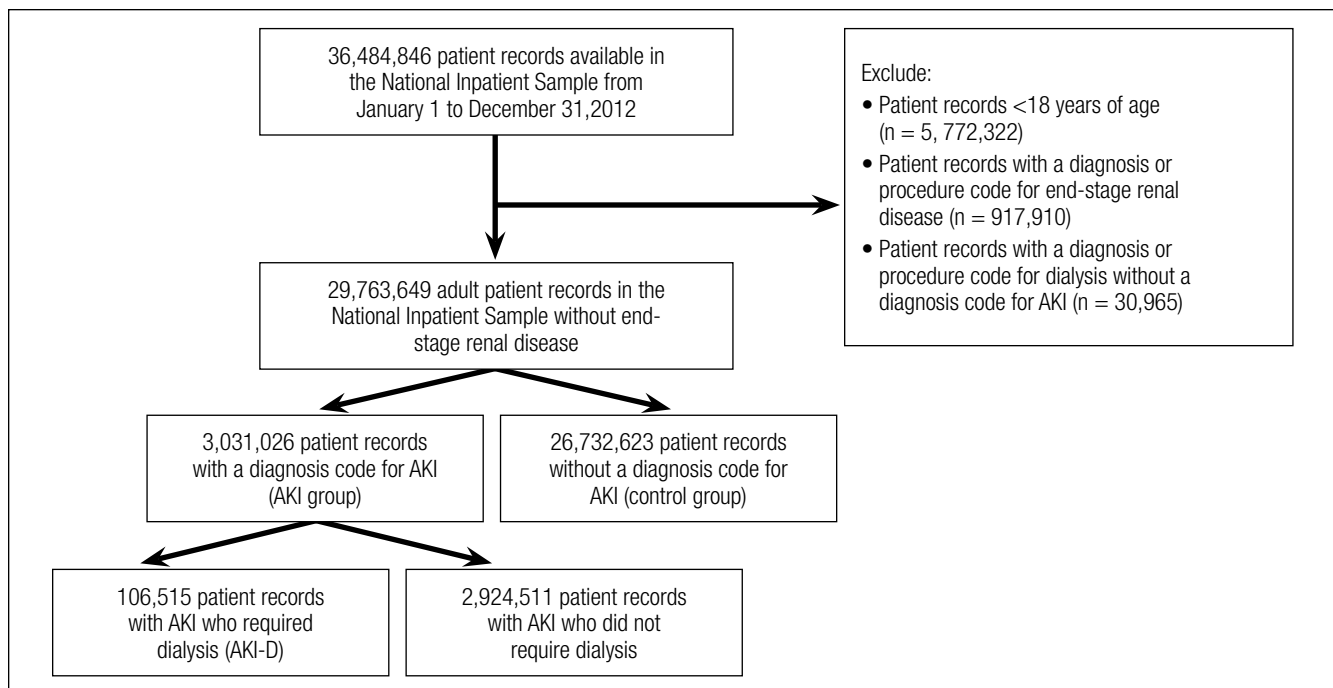 36,484,846 patient records available in
the National Inpatient Sample from
January 1 to December 31,2012
Exclude:
• Patient records <18 years of age
(n = 5, 772,322)
• Patient records with a diagnosis or
procedure code for end-stage renal
disease (n = 917,910)
• Patient records with a diagnosis or
procedure code for dialysis without a
diagnosis code for AKI (n = 30,965)
29,763,649 adult patient records in the
National Inpatient Sample without end-
stage renal disease
3,031,026 patient records
with a diagnosis code for AKI
(AKI group)
26,732,623 patient records
without a diagnosis code for
AKI (control group)
106,515 patient records
with AKI who required
dialysis (AKI-D)
2,924,511 patient records
with AKI who did not
require dialysis